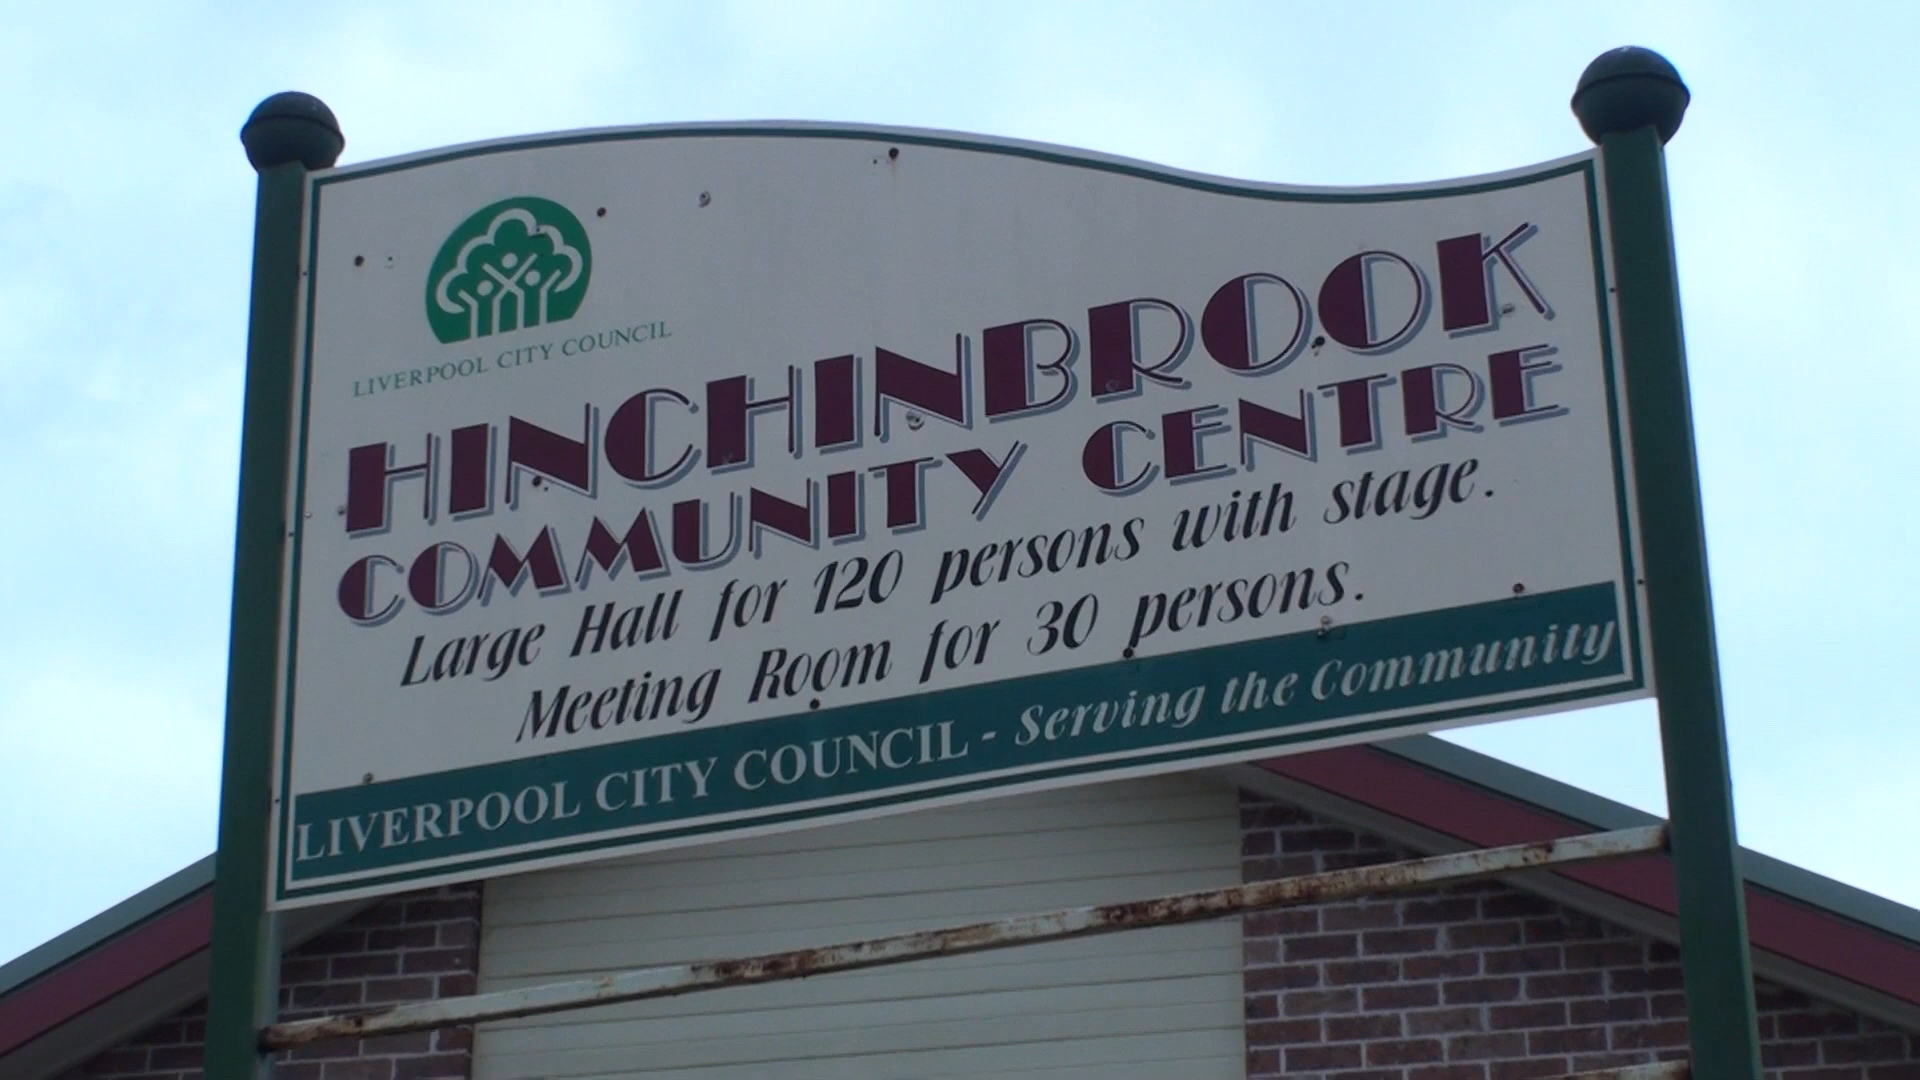 LIVERPOOL CITY COUNCIL
HINCHINBROOK
COMMUNITY CENTRE
Large Hall for 120 persons with stage.
Meeting Room for 30 persons.
LIVERPOOL CITY COUNCIL - Serving the Community